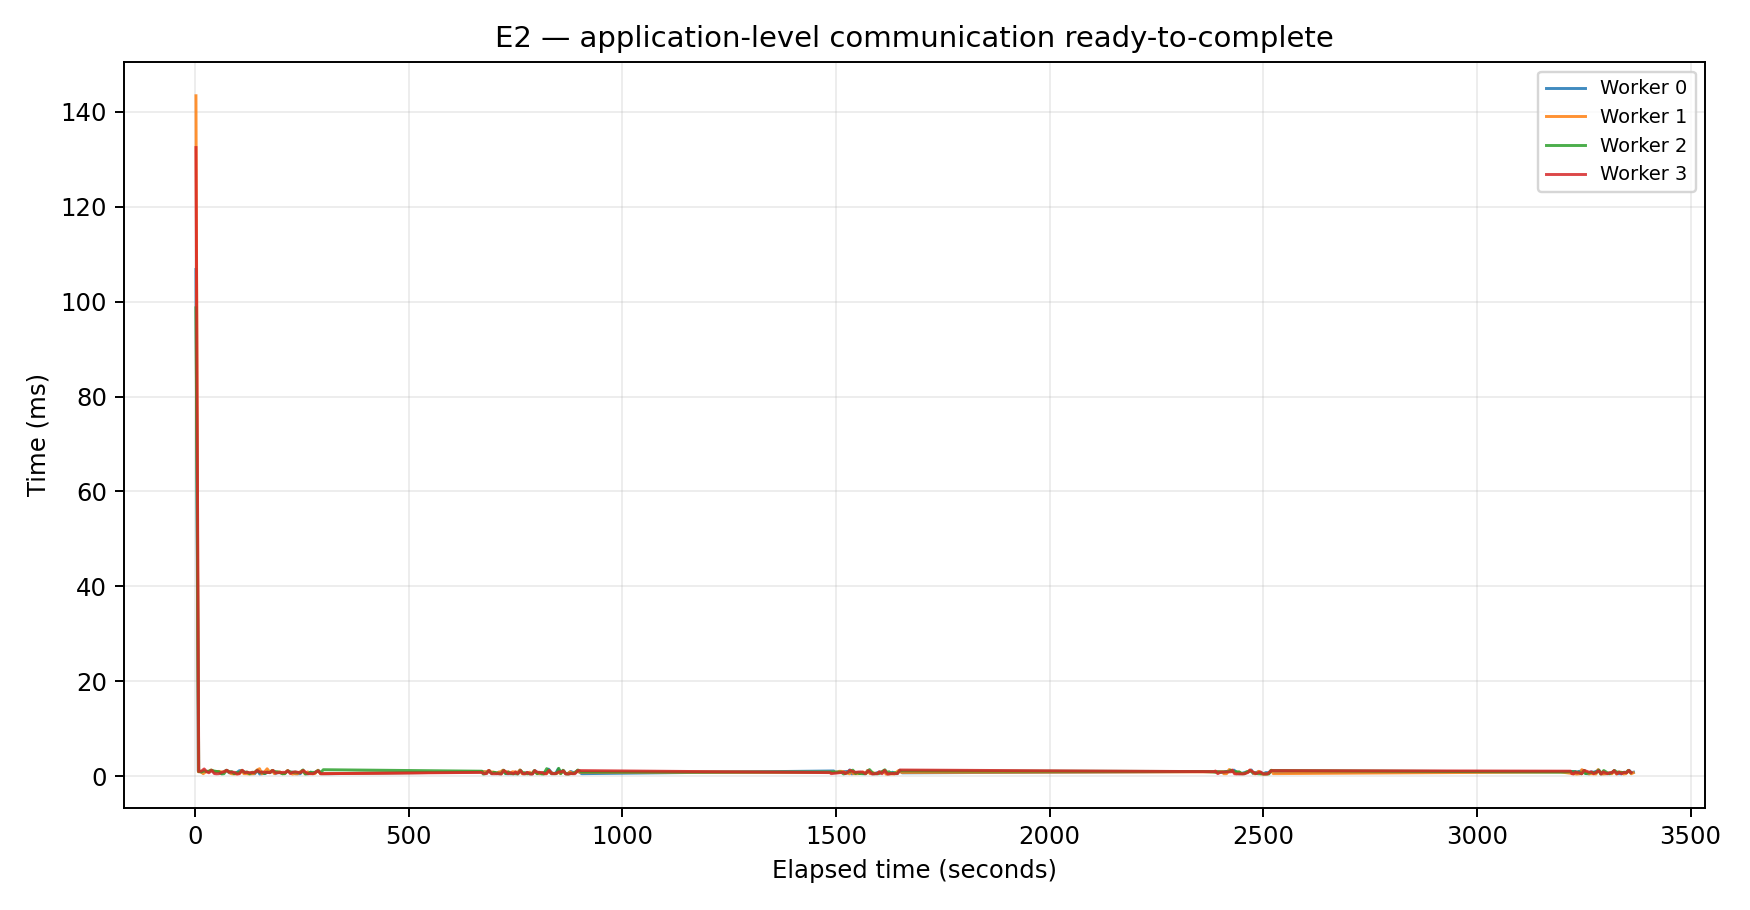 E2 — application-level communication ready-to-complete
Worker 0
Worker 1
Worker 2
Worker 3
140
120
100
80
60
40
20
0
Time (ms)
0 500 1000 1500 2000 2500 3000 3500
Elapsed time (seconds)